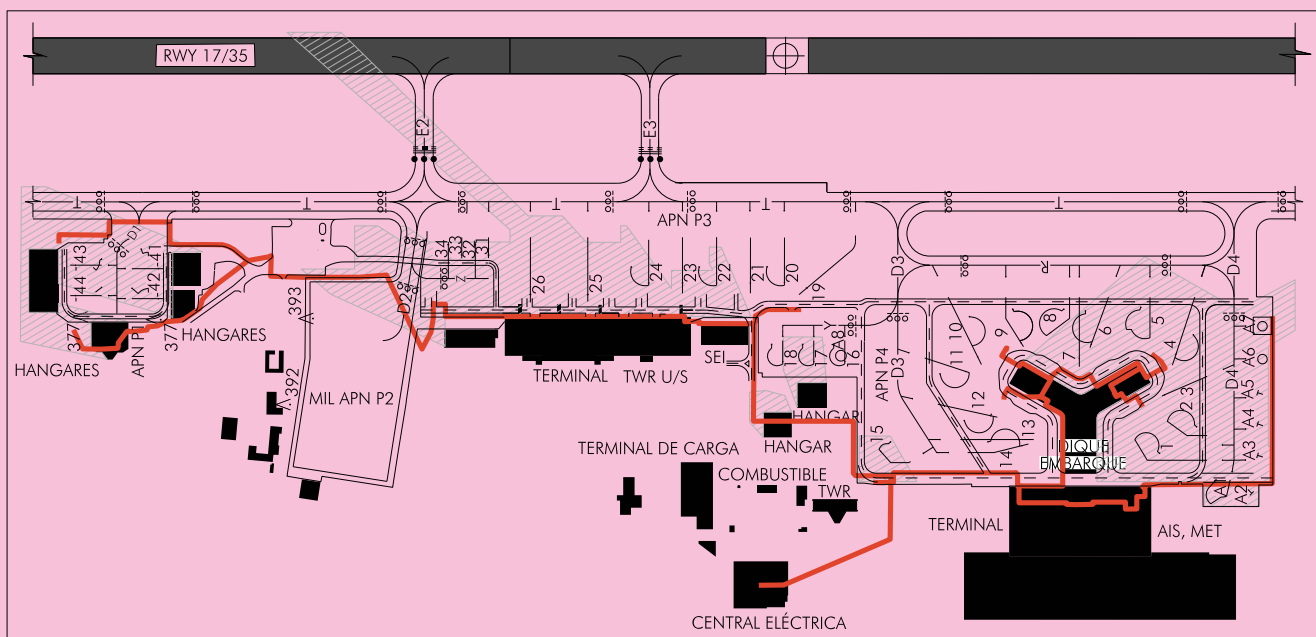 RWY 17/35
E2
E3
APN P3
D1
43
41
44
42
34
33
32
31
26
25
24
23
22
21
20
19
D3
D4
R
393
D2
377
APN P1
377
HANGARES
HANGARES
392
MIL APN P2
TERMINAL
TWR U/S
SEI
18
17
A8
16
APN P4
D37
10
11
9
8
7
6
5
4
12
13
14
15
2
3
1
D4
A7
A6
A5
A4
A3
A2
A1
HANGAR
HANGAR
DIQUE
EMBARQUE
TERMINAL DE CARGA
COMBUSTIBLE
TWR
TERMINAL
AIS, MET
CENTRAL ELÉCTRICA